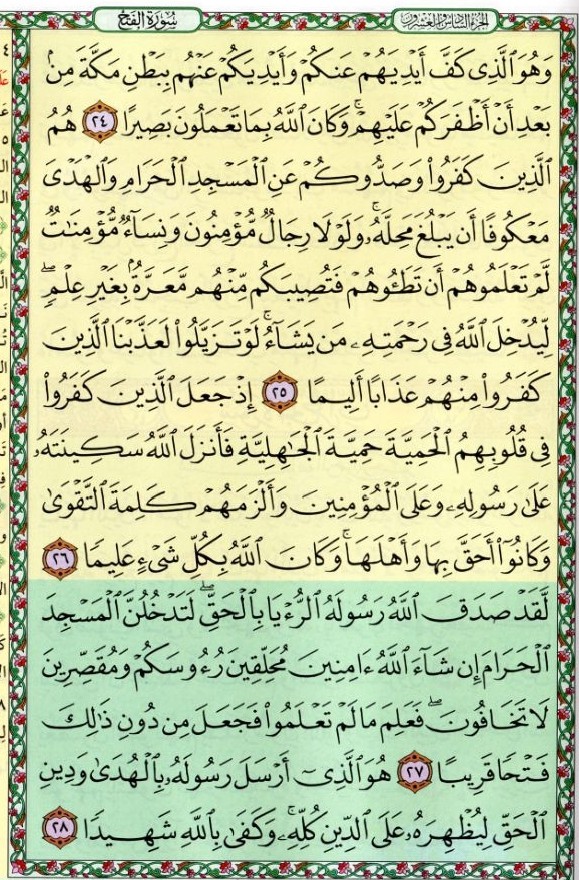 الجزء السادس والعشرون
سورة الفتح
وَهُوَ ٱلَّذِى كَفَّ أَيْدِيَهُمْ عَنكُمْ وَأَيْدِيَكُمْ عَنْهُم بِبَطْنِ مَكَّةَ مِنۢ
بَعْدِ أَنْ أَظْفَرَكُمْ عَلَيْهِمْ ۚ وَكَانَ ٱللَّهُ بِمَا تَعْمَلُونَ بَصِيرًا ٢٤ هُمُ
ٱلَّذِينَ كَفَرُوا۟ وَصَدُّوكُمْ عَنِ ٱلْمَسْجِدِ ٱلْحَرَامِ وَٱلْهَدْىَ
مَعْكُوفًا أَن يَبْلُغَ مَحِلَّهُۥ ۚ وَلَوْلَا رِجَالٌ مُّؤْمِنُونَ وَنِسَآءٌ مُّؤْمِنَٰتٌ
لَّمْ تَعْلَمُوهُمْ أَن تَطَـُٔوهُمْ فَتُصِيبَكُم مِّنْهُم مَّعَرَّةٌۢ بِغَيْرِ عِلْمٍ ۖ
لِّيُدْخِلَ ٱللَّهُ فِى رَحْمَتِهِۦ مَن يَشَآءُ ۚ لَوْ تَزَيَّلُوا۟ لَعَذَّبْنَا ٱلَّذِينَ
كَفَرُوا۟ مِنْهُمْ عَذَابًا أَلِيمًا ٢٥ إِذْ جَعَلَ ٱلَّذِينَ كَفَرُوا۟
فِى قُلُوبِهِمُ ٱلْحَمِيَّةَ حَمِيَّةَ ٱلْجَٰهِلِيَّةِ فَأَنزَلَ ٱللَّهُ سَكِينَتَهُۥ
عَلَىٰ رَسُولِهِۦ وَعَلَى ٱلْمُؤْمِنِينَ وَأَلْزَمَهُمْ كَلِمَةَ ٱلتَّقْوَىٰ
وَكَانُوٓا۟ أَحَقَّ بِهَا وَأَهْلَهَا ۚ وَكَانَ ٱللَّهُ بِكُلِّ شَىْءٍ عَلِيمًا ٢٦
لَّقَدْ صَدَقَ ٱللَّهُ رَسُولَهُ ٱلرُّءْيَا بِٱلْحَقِّ ۖ لَتَدْخُلُنَّ ٱلْمَسْجِدَ
ٱلْحَرَامَ إِن شَآءَ ٱللَّهُ ءَامِنِينَ مُحَلِّقِينَ رُءُوسَكُمْ وَمُقَصِّرِينَ
لَا تَخَافُونَ ۖ فَعَلِمَ مَا لَمْ تَعْلَمُوا۟ فَجَعَلَ مِن دُونِ ذَٰلِكَ
فَتْحًا قَرِيبًا ٢٧ هُوَ ٱلَّذِىٓ أَرْسَلَ رَسُولَهُۥ بِٱلْهُدَىٰ وَدِينِ
ٱلْحَقِّ لِيُظْهِرَهُۥ عَلَى ٱلدِّينِ كُلِّهِۦ ۚ وَكَفَىٰ بِٱللَّهِ شَهِيدًا ٢٨